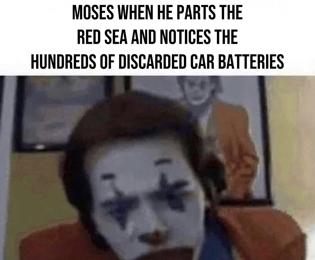 MOSES WHEN HE PARTS THE
RED SEA AND NOTICES THE
HUNDREDS OF DISCARDED CAR BATTERIES